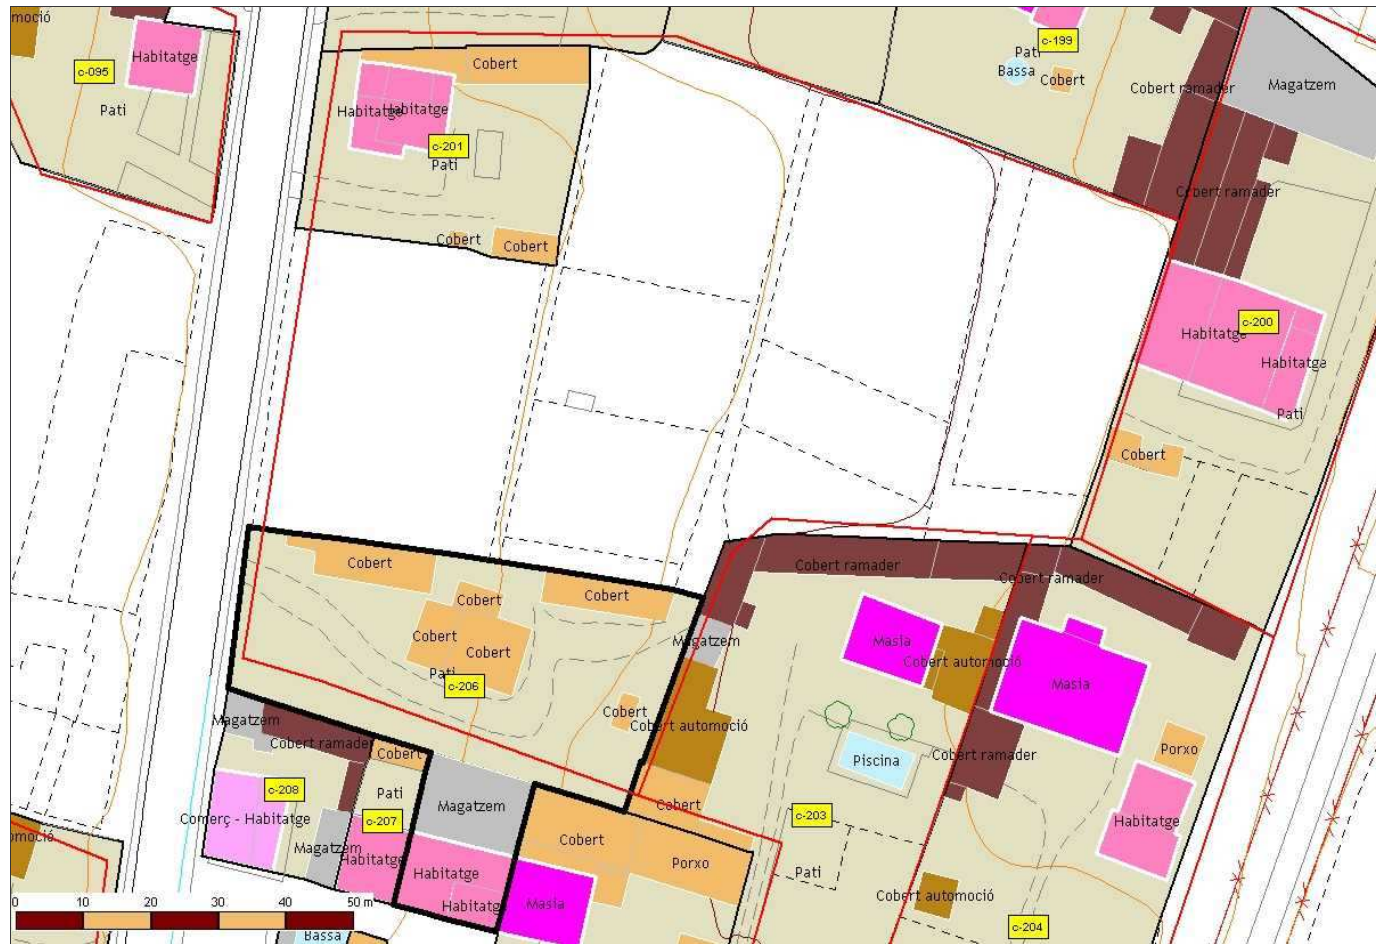 moció
Habitatge
c-095
Pati
Cobert
Habitatge
Habitatge
c-201
Pati
Cobert
Cobert
c-199
Pati
Bassa
Cobert
Cobert ramader
Magatzem
Cobert ramader
Habitatge
c-200
Habitatge
Pati
Cobert
Cobert
Cobert
Cobert
Cobert
Cobert
Pati
c-206
Cobert
Cobert ramader
Cobert ramader
Magatzem
Masia
Cobert automoció
Masia
Cobert automoció
Piscina
Cobert ramader
Porxo
Habitatge
Magatzem
Cobert ramader
Cobert
c-208
Pati
Comerç - Habitatge
c-207
Magatzem
Habitatge
Magatzem
Habitatge
Habitatge
Cobert
Cobert
Porxo
Masia
c-203
Pati
Cobert automoció
c-204
omoció
0 10 20 30 40 50 m
Bassa